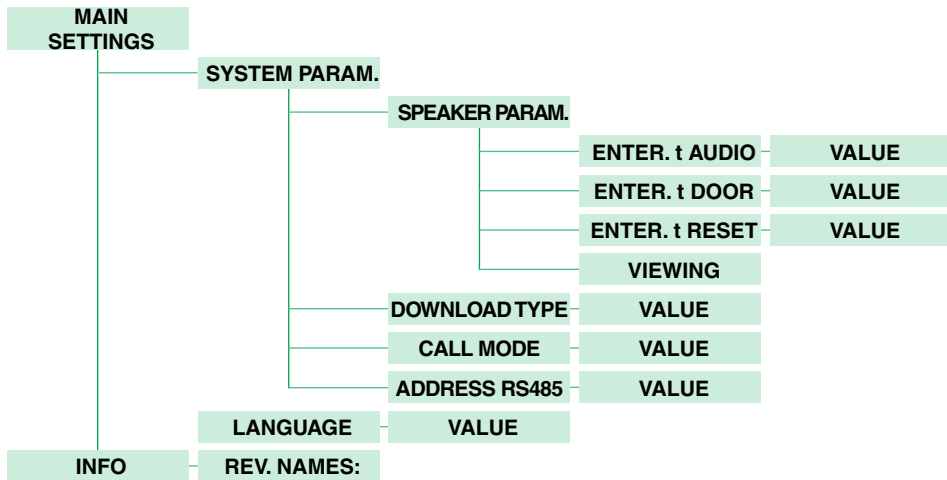 MAIN
SETTINGS
SYSTEM PARAM.
SPEAKER PARAM.
ENTER. t AUDIO VALUE
ENTER. t DOOR VALUE
ENTER. t RESET VALUE
VIEWING
DOWNLOAD TYPE VALUE
CALL MODE VALUE
ADDRESS RS485 VALUE
LANGUAGE VALUE
INFO REV. NAMES: